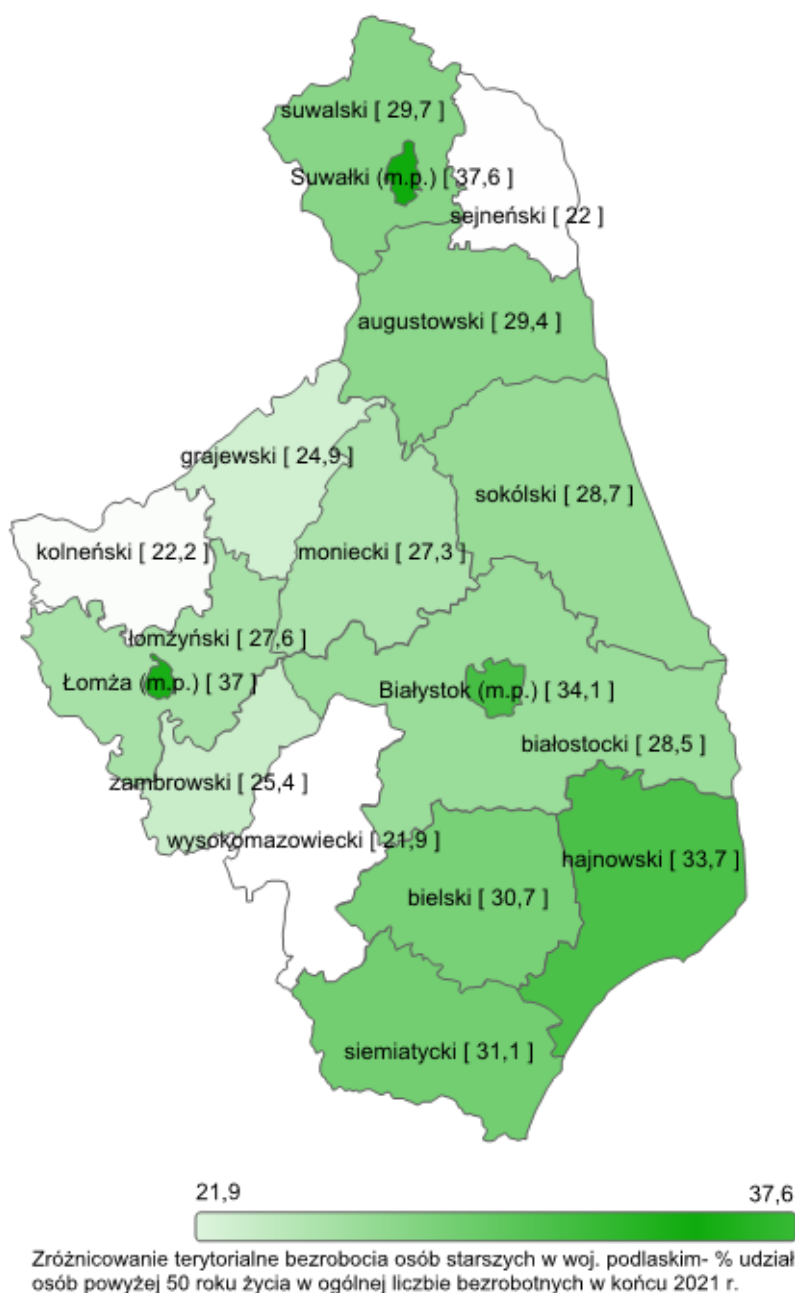 suwalski [ 29,7 ]
Suwałki (m.p.) [ 37,6 ]
sejneński [ 22 ]
augustowski [ 29,4 ]
grajewski [ 24,9 ]
sokólski [ 28,7 ]
kolneński [ 22,2 ]
moniecki [ 27,3 ]
łomżyński [ 27,6 ]
Łomża (m.p.) [ 37 ]
Białystok (m.p.) [ 34,1 ]
białostocki [ 28,5 ]
zambrowski [ 25,4 ]
wysokomazowiecki [ 21,9 ]
hajnowski [ 33,7 ]
bielski [ 30,7 ]
siemiatycki [ 31,1 ]
21,9 37,6
Zróżnicowanie terytorialne bezrobocia osób starszych w woj. podlaskim- % udział
osób powyżej 50 roku życia w ogólnej liczbie bezrobotnych w końcu 2021 r.